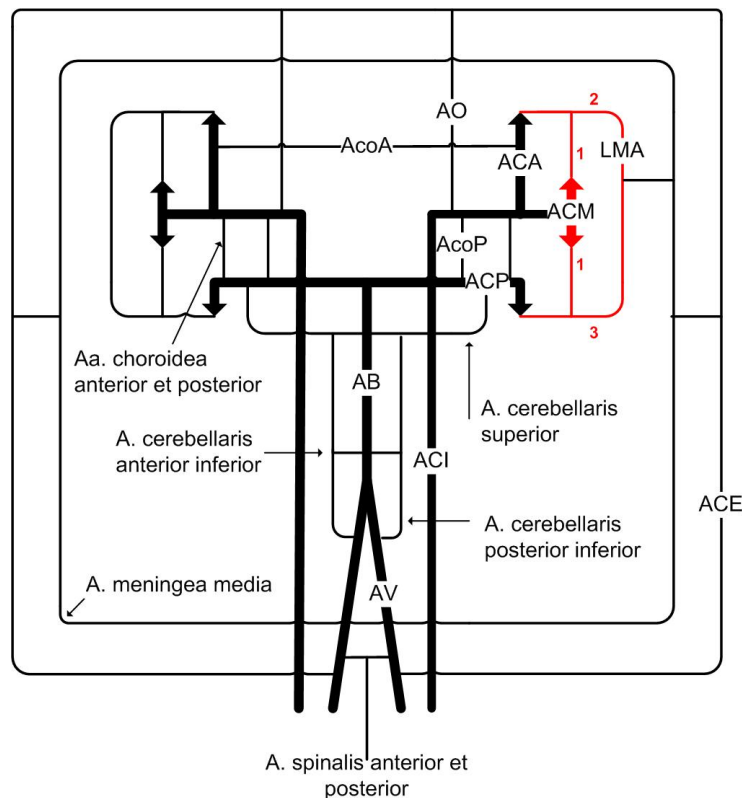 2
AO
AcoA
1
LMA
ACA
ACM
AcoP
1
ACP
3
Aa. choroidea
anterior et posterior
AB
A. cerebellaris
superior
A. cerebellaris
anterior inferior
ACI
ACE
A. cerebellaris
posterior inferior
A. meningea media
AV
A. spinalis anterior et
posterior